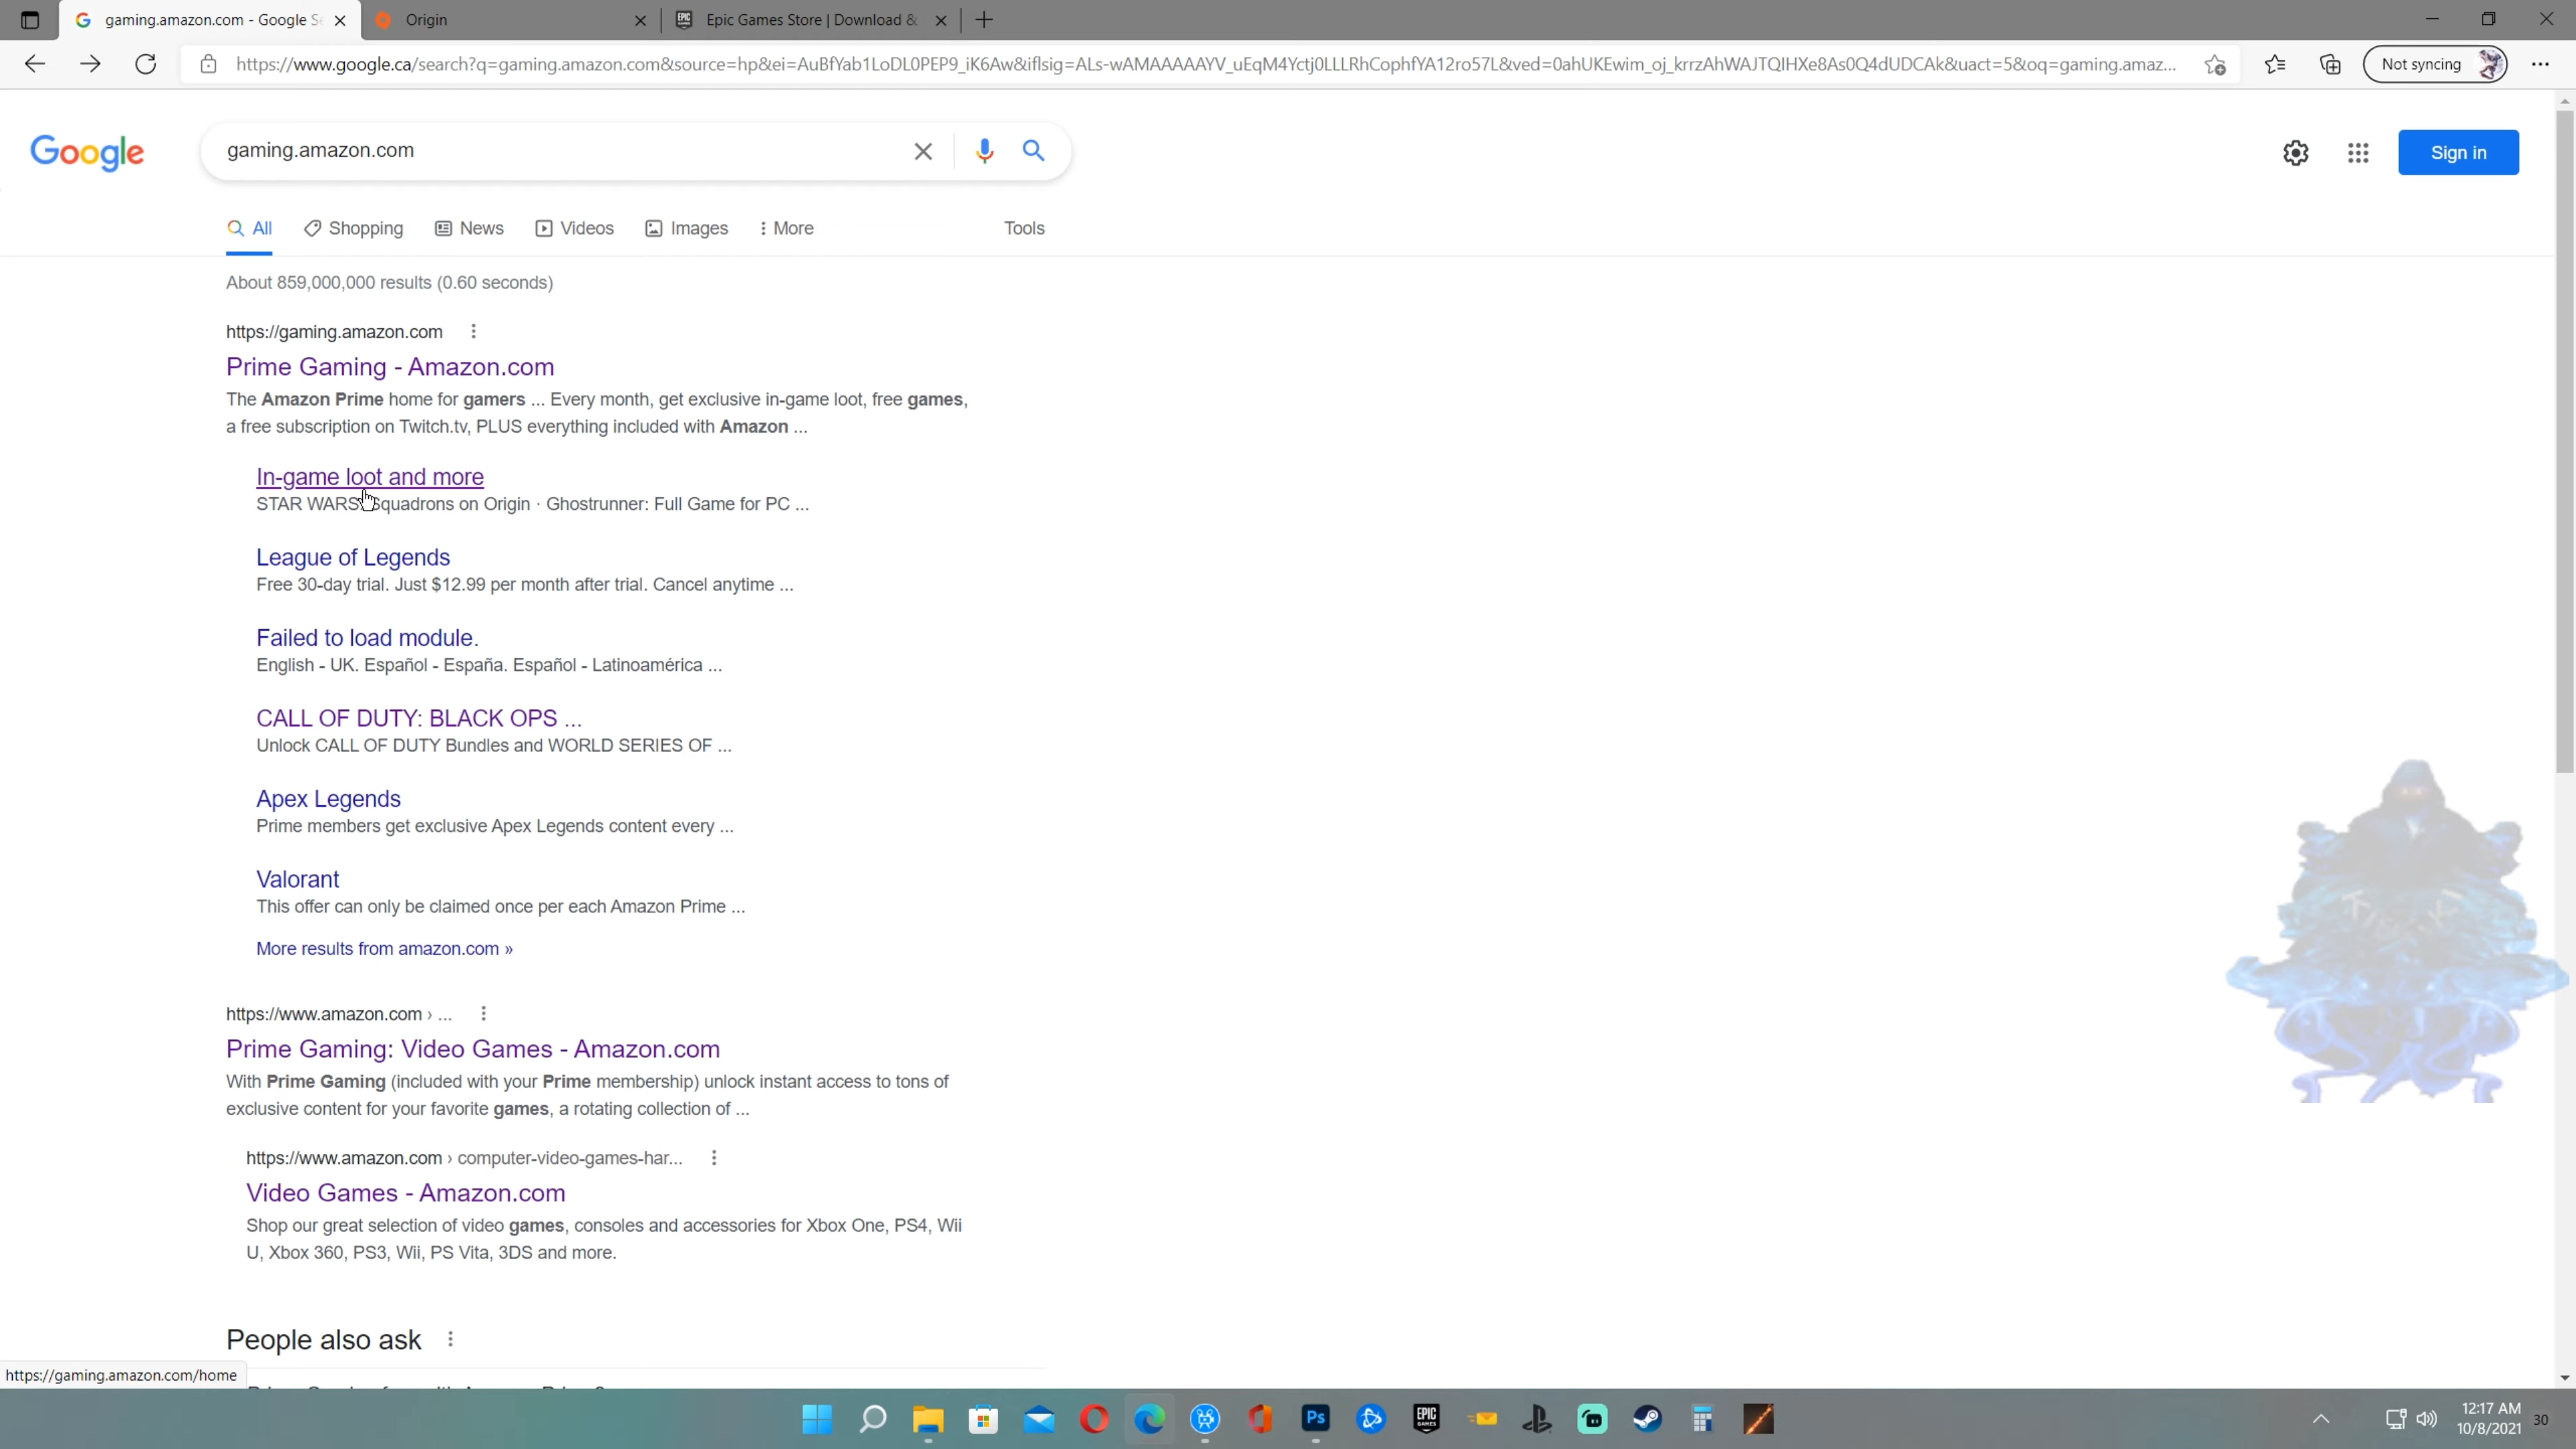 gaming.amazon.com - Google Se
Origin
Epic Games Store | Download &
https://www.google.ca/search?q=gaming.amazon.com&source=hp&ei=AuBfYab1LoDL0PEP9_iK6Aw&iflsig=ALs-wAMAAAAAYV_uEqM4Yctj0LLLRhCophfYA12ro57L&ved=0ahUKEwim_oj_krrzAhWAJTQIHXe8As0Q4dUDCAk&uact=5&oq=gaming.amaz...
Not syncing
Google
gaming.amazon.com
Sign in
All
Shopping
News
Videos
Images
More
Tools
About 859,000,000 results (0.60 seconds)
https://gaming.amazon.com
Prime Gaming - Amazon.com
The Amazon Prime home for gamers ... Every month, get exclusive in-game loot, free games,
a free subscription on Twitch.tv, PLUS everything included with Amazon ...
In-game loot and more
STAR WARS: Squadrons on Origin · Ghostrunner: Full Game for PC ...
League of Legends
Free 30-day trial. Just $12.99 per month after trial. Cancel anytime ...
Failed to load module.
English - UK. Español - España. Español - Latinoamérica ...
CALL OF DUTY: BLACK OPS ...
Unlock CALL OF DUTY Bundles and WORLD SERIES OF ...
Apex Legends
Prime members get exclusive Apex Legends content every ...
Valorant
This offer can only be claimed once per each Amazon Prime ...
More results from amazon.com »
https://www.amazon.com › ...
Prime Gaming: Video Games - Amazon.com
With Prime Gaming (included with your Prime membership) unlock instant access to tons of
exclusive content for your favorite games, a rotating collection of ...
https://www.amazon.com › computer-video-games-har...
Video Games - Amazon.com
Shop our great selection of video games, consoles and accessories for Xbox One, PS4, Wii
U, Xbox 360, PS3, Wii, PS Vita, 3DS and more.
People also ask
https://gaming.amazon.com/home
Ps
EPIC
GAMES
12:17 AM
10/8/2021
30